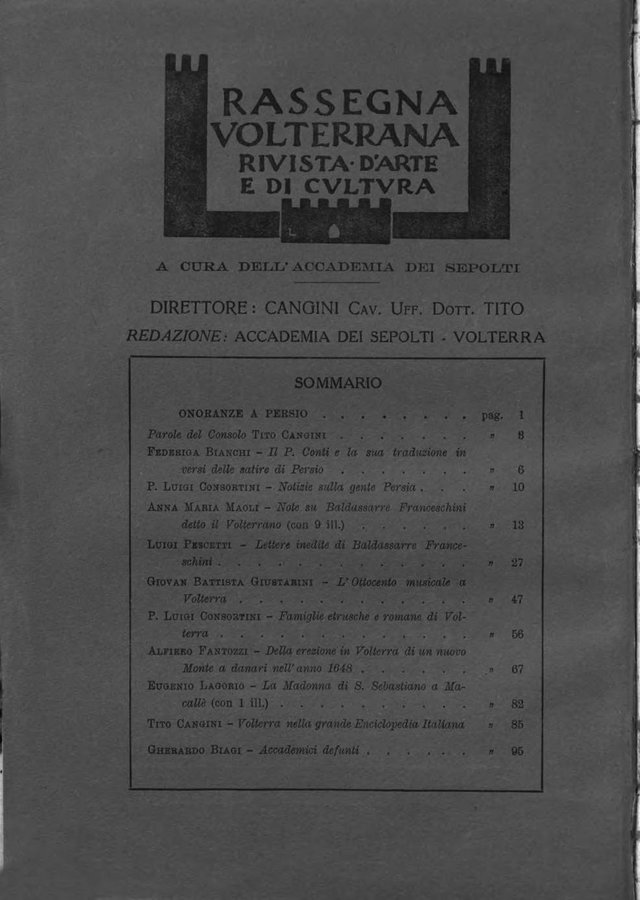 RASSEGNA
VOLTERRANA
RIVISTA·D'ARTE
E DI CVLTVRA
A CURA DELL'ACCADEMIA DEI SEPOLTI
DIRETTORE: CANGINI CAV. UFF. DOTT. TITO
REDAZIONE: ACCADEMIA DEI SEPOLTI - VOLTERRA
SOMMARIO
ONORANZE A PERSIO . . . . . . . . pag. 1
Parole del Consolo TITO CANGINI . . . . . . . „ 3
FEDERIGA BIANCHI – Il P. Conti e la sua traduzione in
versi delle satire di Persio . . . . . . . „ 6
P. LUIGI CONSORTINI – Notizie sulla gente Persia . . . „ 10
ANNA MARIA MAOLI – Note su Baldassarre Franceschini
detto il Volterrano (con 9 ill.) . . . . . . „ 13
LUIGI PESCETTI – Lettere inedite di Baldassarre France-
schini . . . . . . . . . . . . . „ 27
GIOVAN BATTISTA GIUSTARINI – L'Ottocento musicale a
Volterra . . . . . . . . . . . . „ 47
P. LUIGI CONSORTINI – Famiglie etrusche e romane di Vol-
terra . . . . . . . . . . . . . „ 56
ALFIERO FANTOZZI – Della erezione in Volterra di un nuovo
Monte a danari nell'anno 1648 . . . . . . „ 67
EUGENIO LAGORIO – La Madonna di S. Sebastiano a Ma-
callè (con 1 ill.) . . . . . . . . . . „ 82
TITO CANGINI – Volterra nella grande Enciclopedia Italiana „ 85
GHERARDO BIAGI – Accademici defunti . . . . . . „ 95